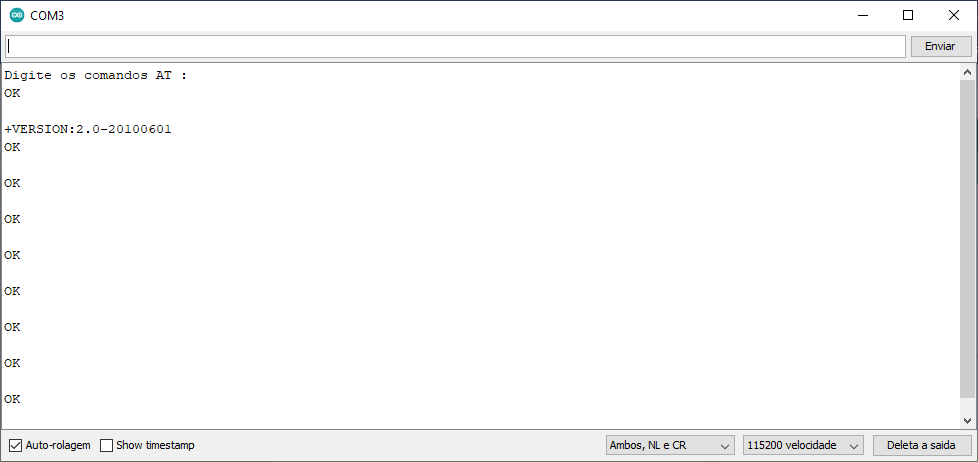 COM3
Enviar
Digite os comandos AT :
OK
+VERSION:2.0-20100601
OK
OK
OK
OK
OK
OK
OK
OK
Auto-rolagem Show timestamp Ambos, NL e CR 115200 velocidade Deleta a saida